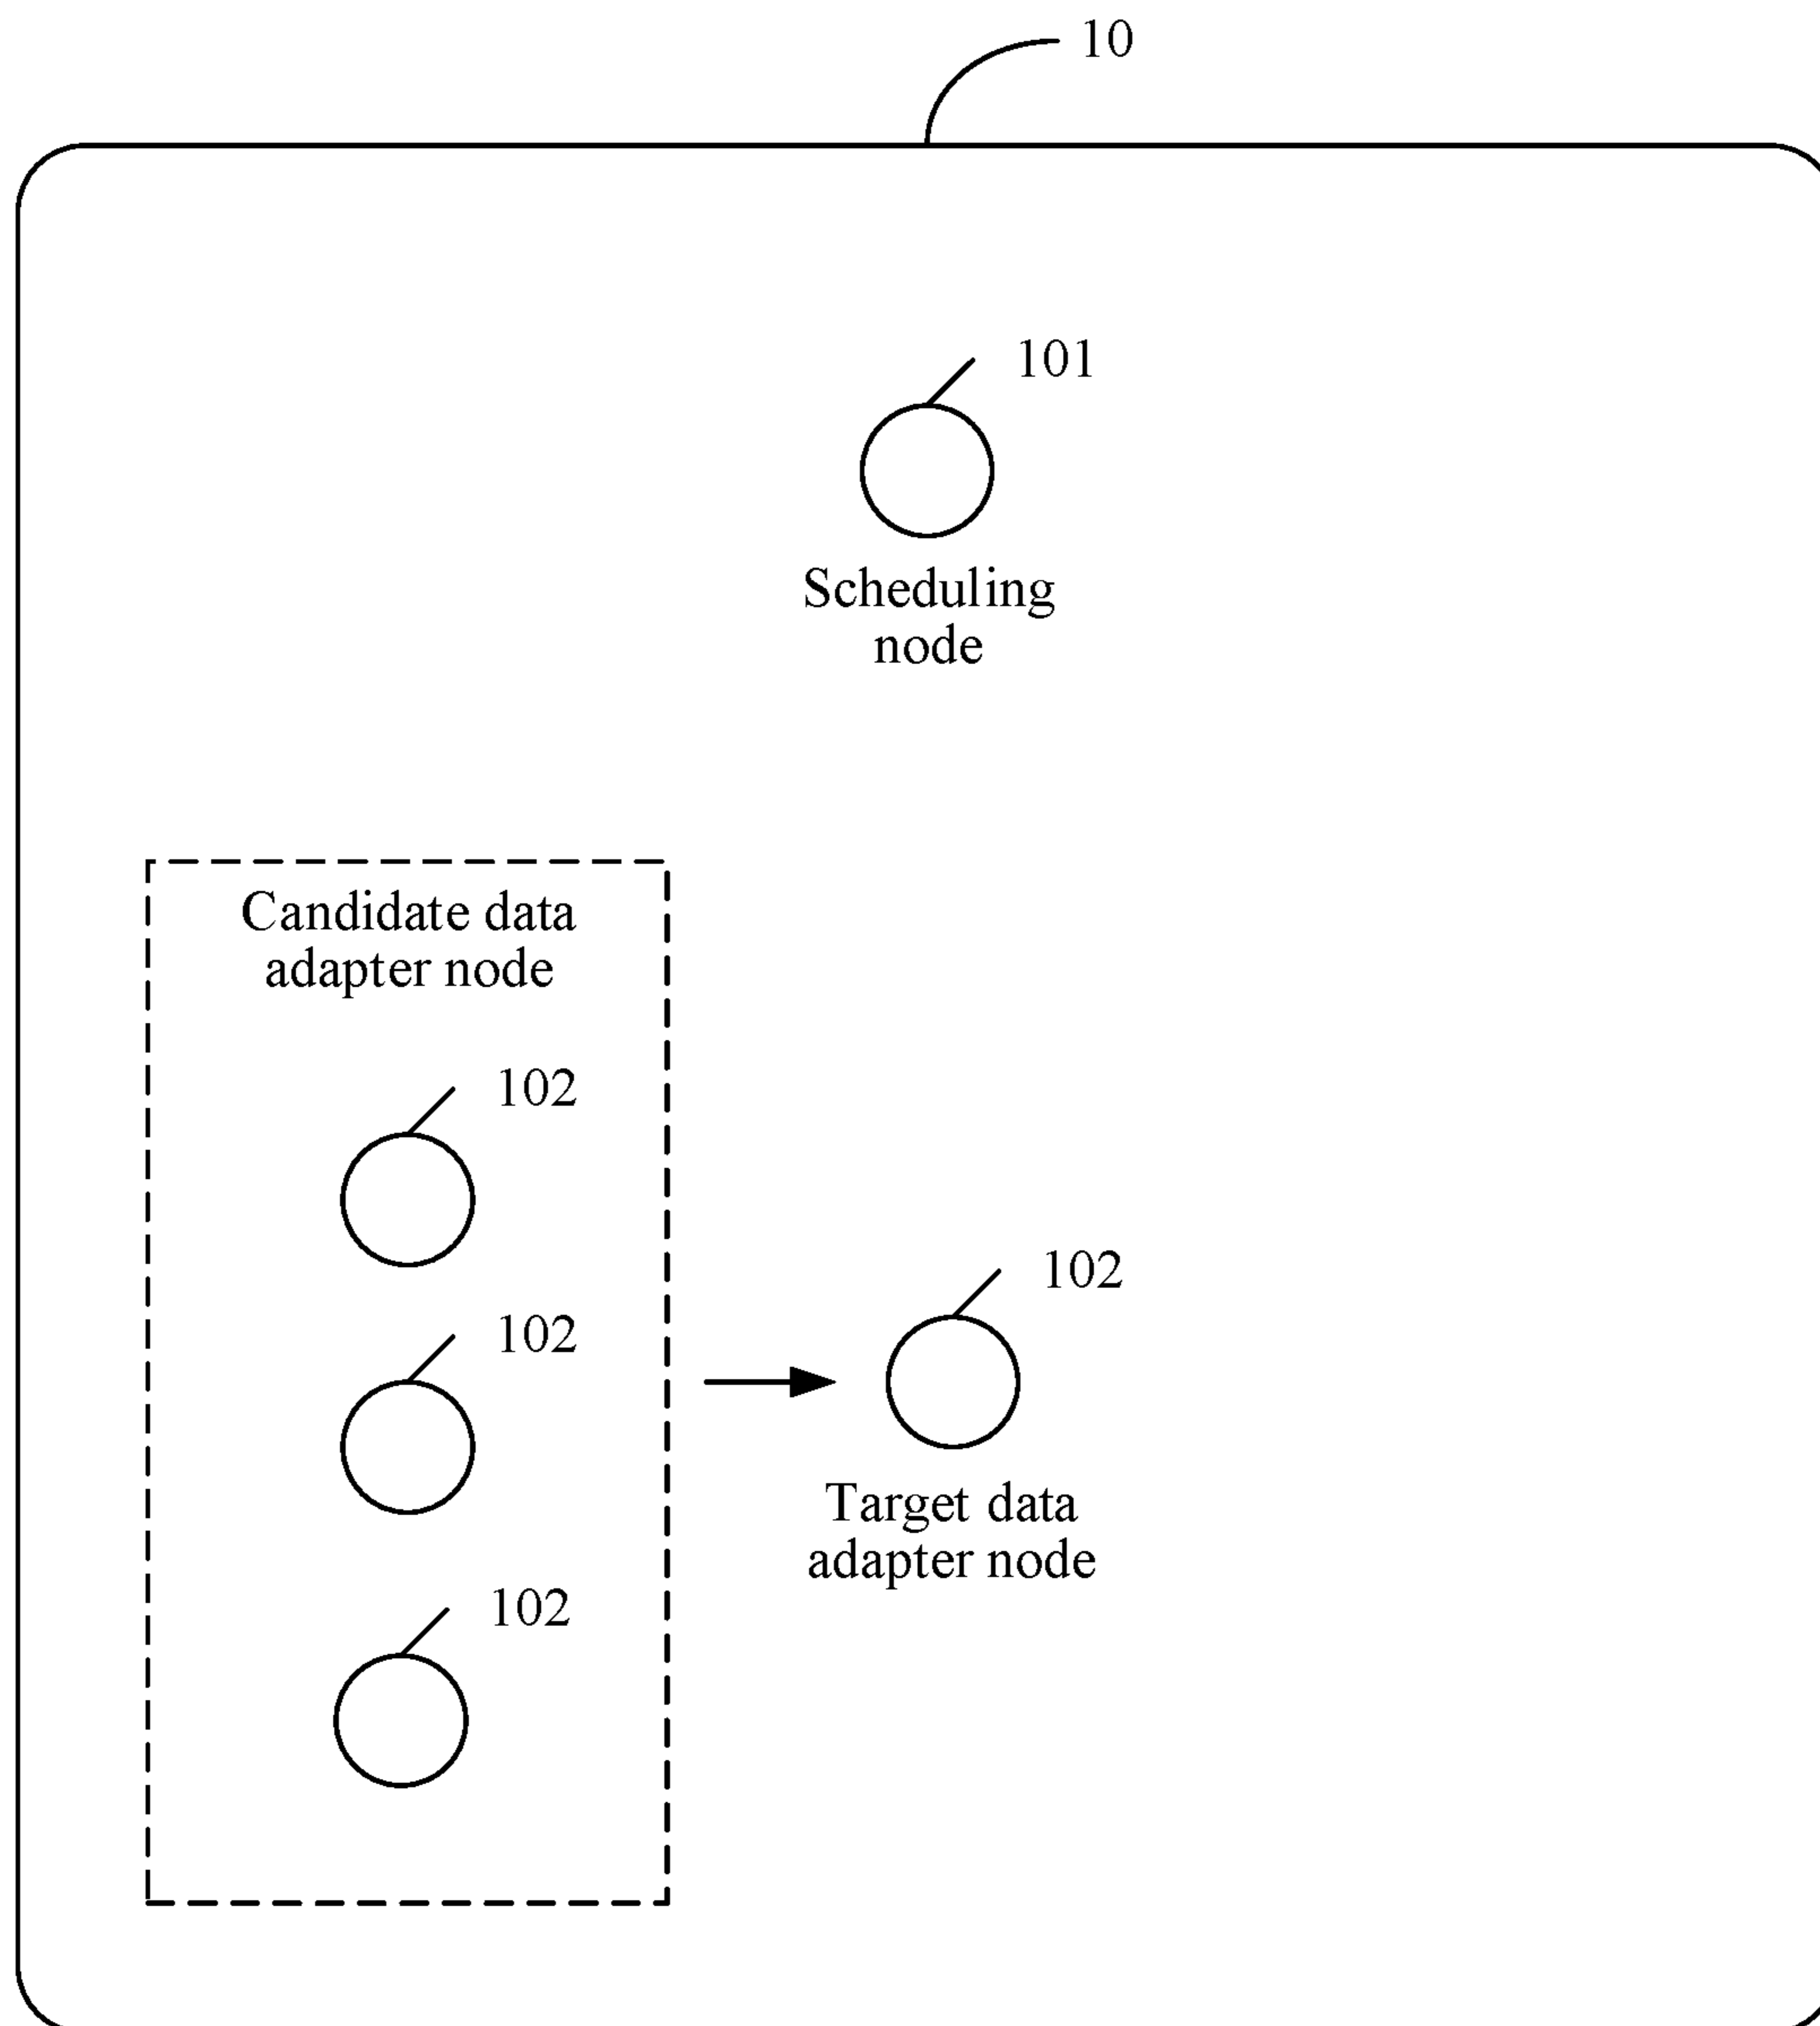 10
101
Scheduling
node
Candidate data
adapter node
102
102
102
102
Target data
adapter node